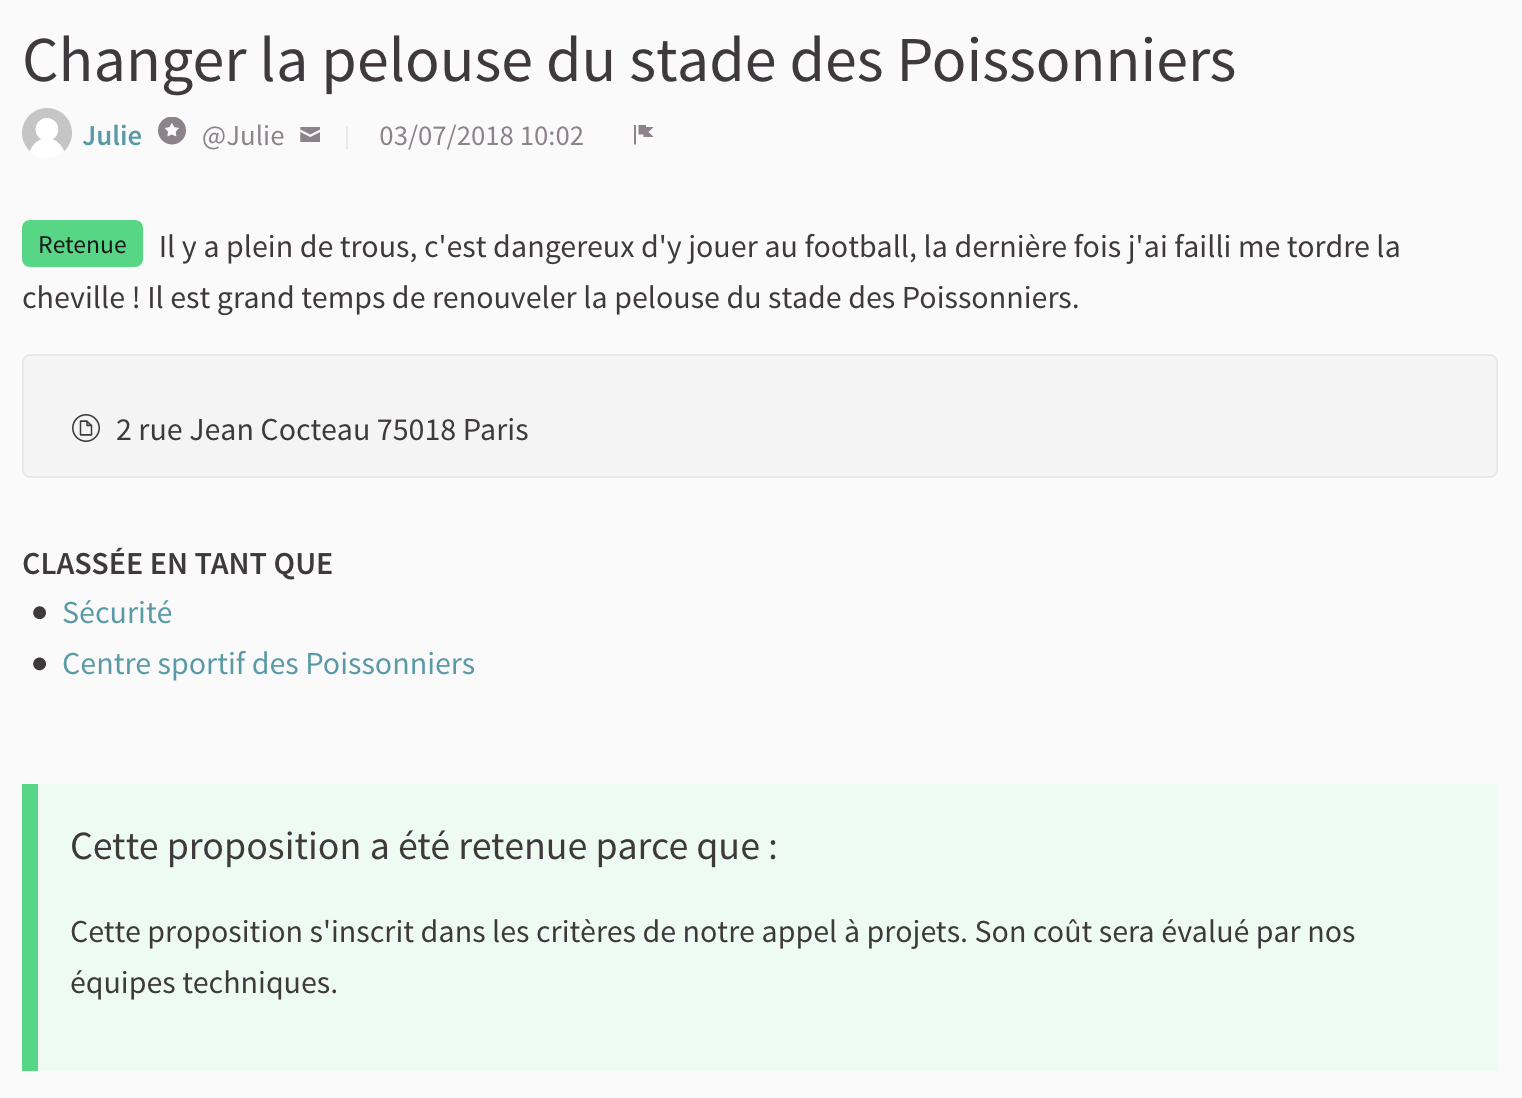 Changer la pelouse du stade des Poissonniers
Julie @Julie 03/07/2018 10:02
Retenue Il y a plein de trous, c'est dangereux d'y jouer au football, la dernière fois j'ai failli me tordre la
cheville ! Il est grand temps de renouveler la pelouse du stade des Poissonniers.
2 rue Jean Cocteau 75018 Paris
CLASSÉE EN TANT QUE
Sécurité
Centre sportif des Poissonniers
Cette proposition a été retenue parce que :
Cette proposition s'inscrit dans les critères de notre appel à projets. Son coût sera évalué par nos
équipes techniques.